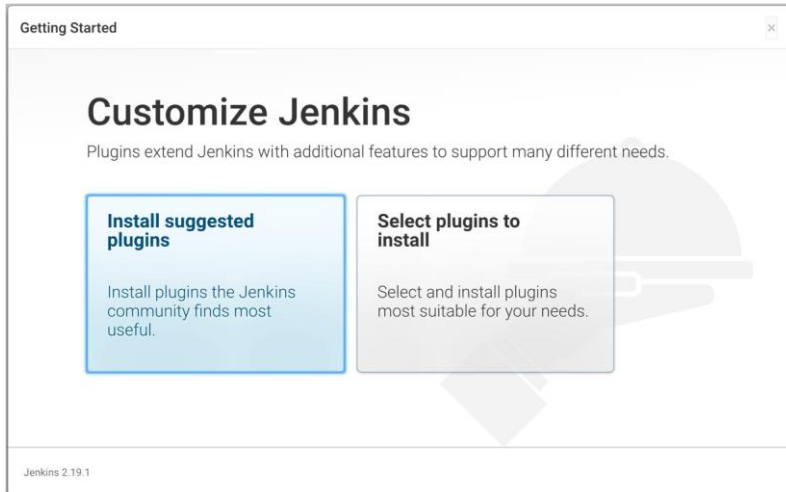 Getting Started
Customize Jenkins
Plugins extend Jenkins with additional features to support many different needs.
Install suggested
plugins
Install plugins the Jenkins
community finds most
useful.
Select plugins to
install
Select and install plugins
most suitable for your needs.
Jenkins 2.19.1